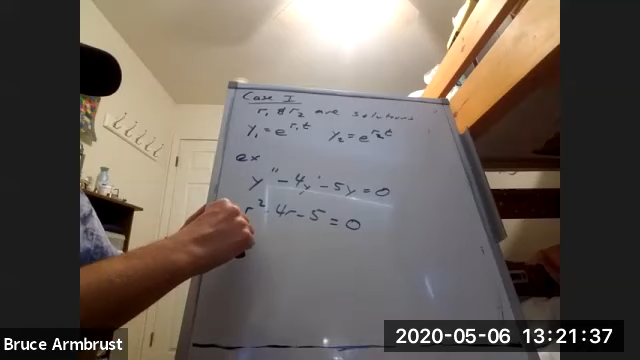 Case I
r₁ & r₂ are solutions
y₁ = e^{r₁t} y₂ = e^{r₂t}
ex
y'' - 4y' - 5y = 0
r² - 4r - 5 = 0
Bruce Armbrust
2020-05-06 13:21:37